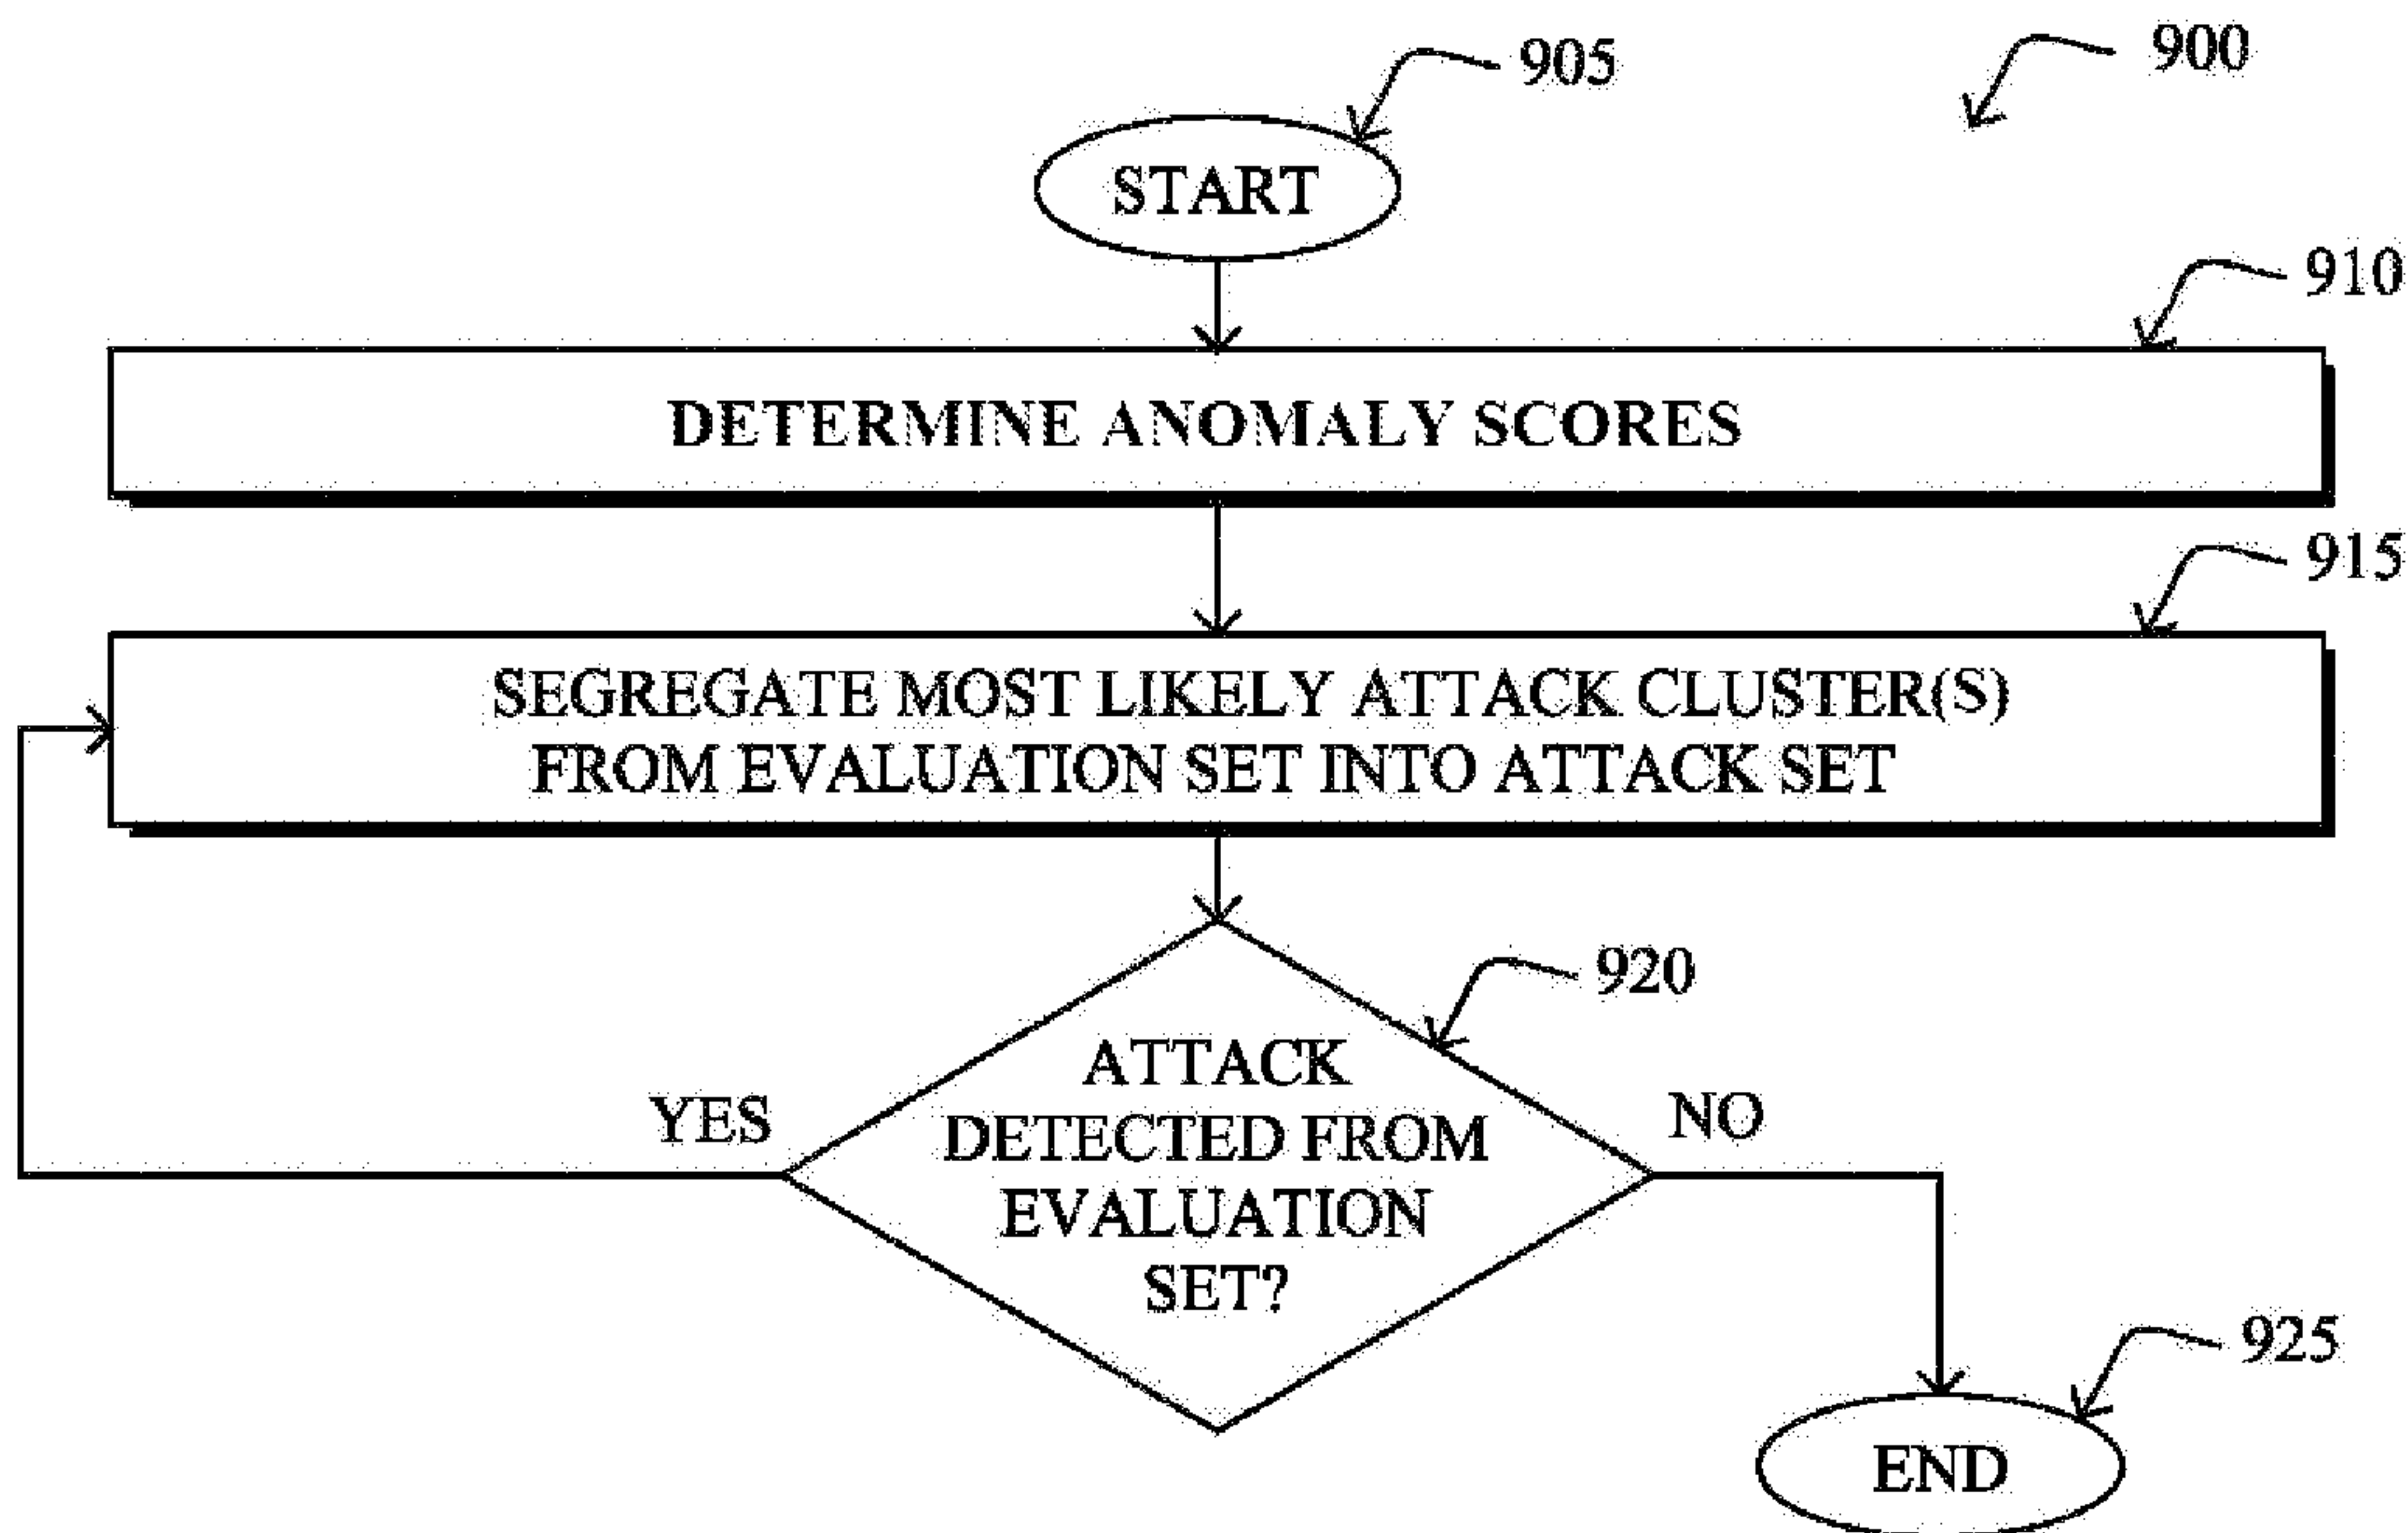 900
905
START
910
DETERMINE ANOMALY SCORES
915
SEGREGATE MOST LIKELY ATTACK CLUSTER(S)
FROM EVALUATION SET INTO ATTACK SET
920
ATTACK
DETECTED FROM
EVALUATION
SET?
YES
NO
925
END